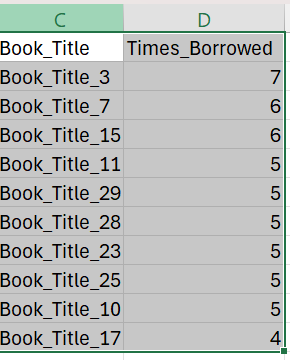 C D
Book_Title Times_Borrowed
Book_Title_3 7
Book_Title_7 6
Book_Title_15 6
Book_Title_11 5
Book_Title_29 5
Book_Title_28 5
Book_Title_23 5
Book_Title_25 5
Book_Title_10 5
Book_Title_17 4